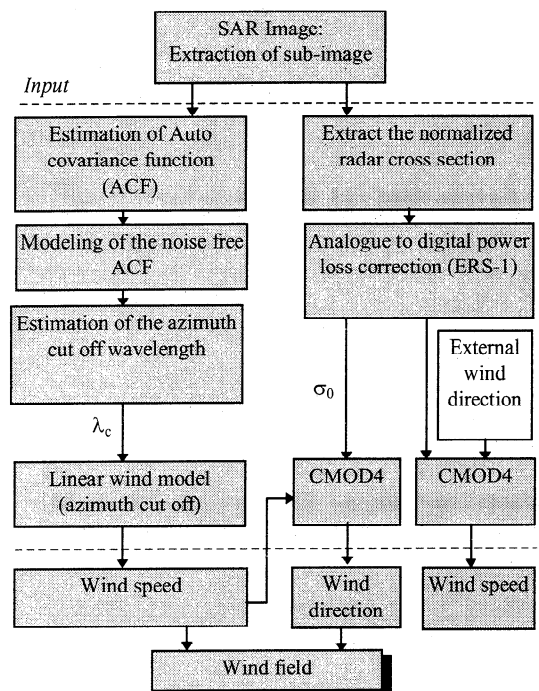 SAR Image:
Extraction of sub-image
Input
Estimation of Auto
covariance function
(ACF)
Modeling of the noise free
ACF
Estimation of the azimuth
cut off wavelength
λc
Linear wind model
(azimuth cut off)
Wind speed
Extract the normalized
radar cross section
Analogue to digital power
loss correction (ERS-1)
σ0
External
wind
direction
CMOD4
CMOD4
Wind
direction
Wind speed
Wind field